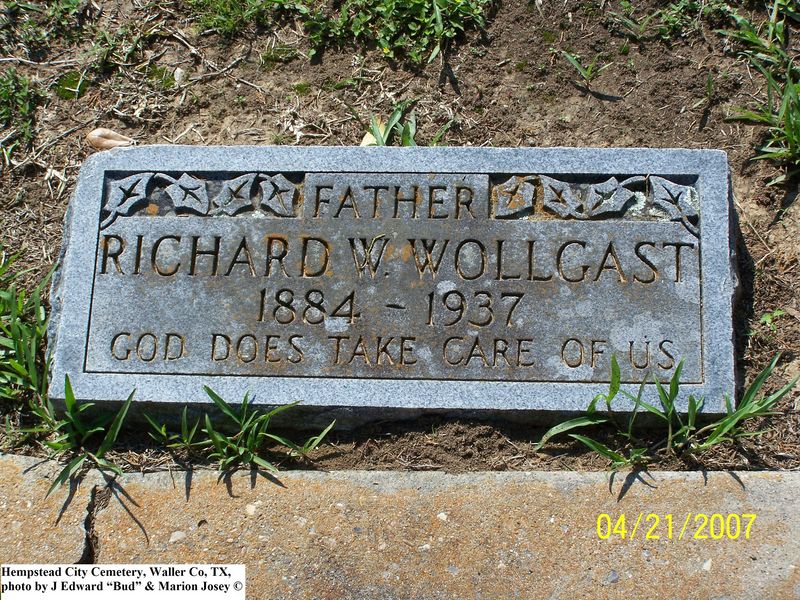 FATHER
RICHARD W. WOLLGAST
1884 - 1937
GOD DOES TAKE CARE OF US
04/21/2007
Hempstead City Cemetery, Waller Co, TX,
photo by J Edward “Bud” & Marion Josey ©